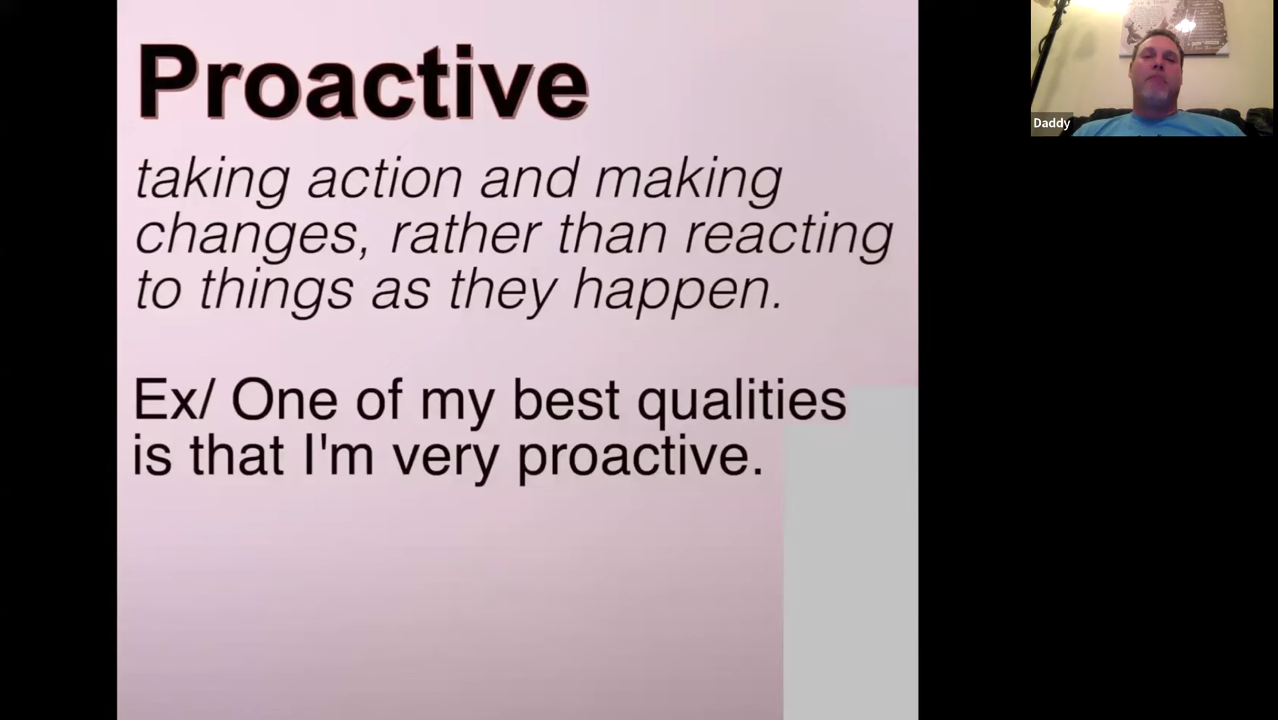 Proactive
taking action and making
changes, rather than reacting
to things as they happen.
Ex/ One of my best qualities
is that I'm very proactive.
Daddy